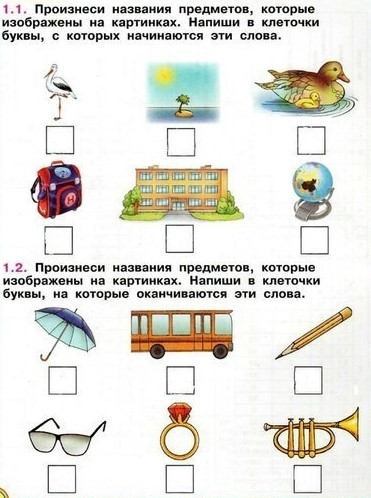 1.1. Произнеси названия предметов, которые
изображены на картинках. Напиши в клеточки
буквы, с которых начинаются эти слова.
1.2. Произнеси названия предметов, которые
изображены на картинках. Напиши в клеточки
буквы, на которые оканчиваются эти слова.